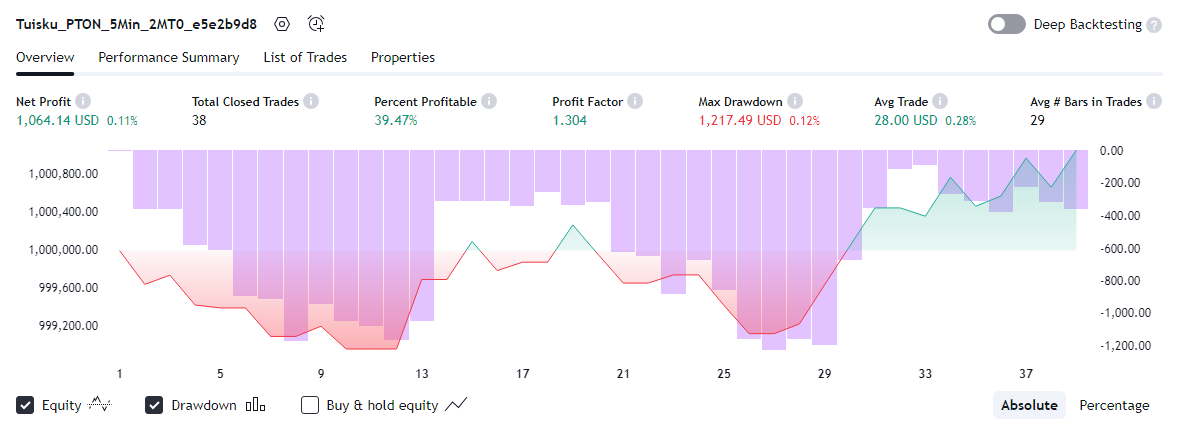 Tuisku_PTON_5Min_2MT0_e5e2b9d8 Deep Backtesting ?
Overview Performance Summary List of Trades Properties
Net Profit i Total Closed Trades i Percent Profitable i Profit Factor i Max Drawdown i Avg Trade i Avg # Bars in Trades i
1,064.14 USD 0.11% 38 39.47% 1.304 1,217.49 USD 0.12% 28.00 USD 0.28% 29
1,000,800.00
1,000,400.00
1,000,000.00
999,600.00
999,200.00
0.00
-200.00
-400.00
-600.00
-800.00
-1,000.00
-1,200.00
1 5 9 13 17 21 25 29 33 37
Equity Drawdown Buy & hold equity Absolute Percentage